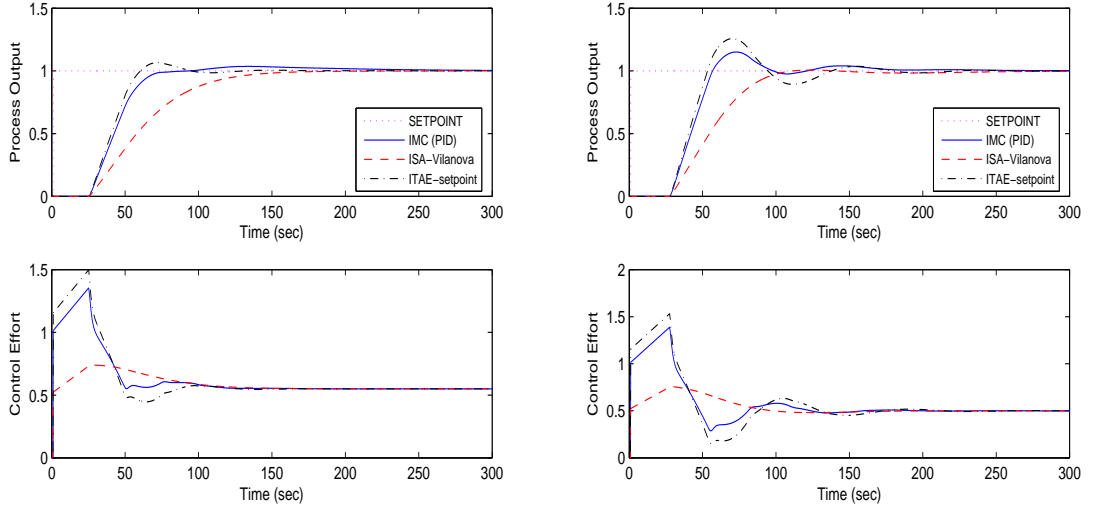 1.5
1
0.5
0
Process Output
0 50 100 150 200 250 300
Time (sec)
SETPOINT
IMC (PID)
ISA−Vilanova
ITAE−setpoint
1.5
1
0.5
0
Process Output
0 50 100 150 200 250 300
Time (sec)
SETPOINT
IMC (PID)
ISA−Vilanova
ITAE−setpoint
1.5
1
0.5
0
Control Effort
0 50 100 150 200 250 300
Time (sec)
2
1.5
1
0.5
0
Control Effort
0 50 100 150 200 250 300
Time (sec)